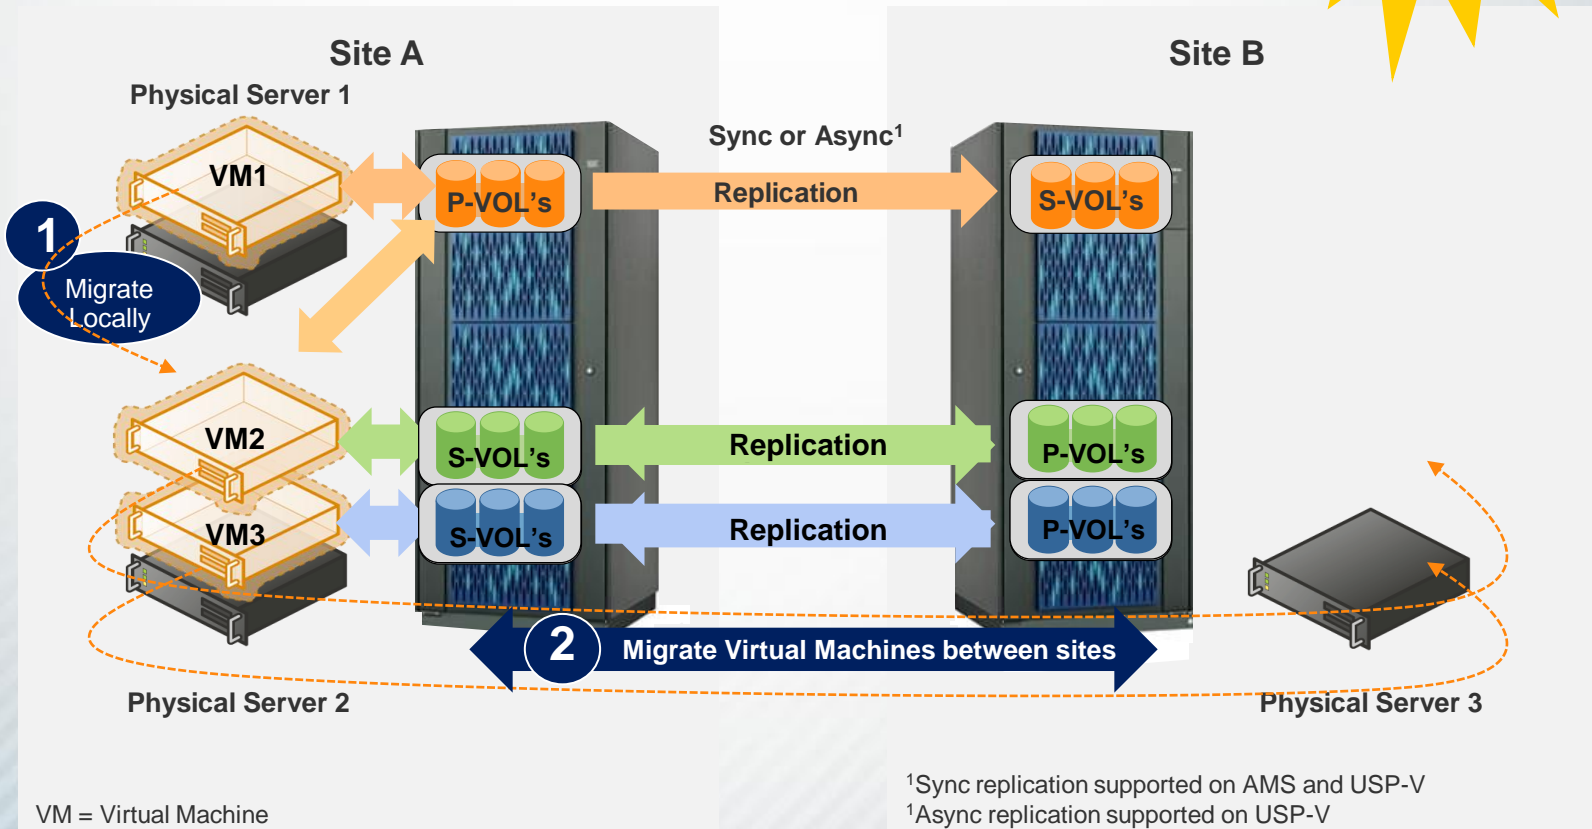 Site A
Site B
Physical Server 1
Sync or Async¹
VM1
P-VOL's
Replication
S-VOL's
1
Migrate
Locally
VM2
S-VOL's
Replication
P-VOL's
VM3
S-VOL's
Replication
P-VOL's
2 Migrate Virtual Machines between sites
Physical Server 2
Physical Server 3
¹Sync replication supported on AMS and USP-V
VM = Virtual Machine
¹Async replication supported on USP-V